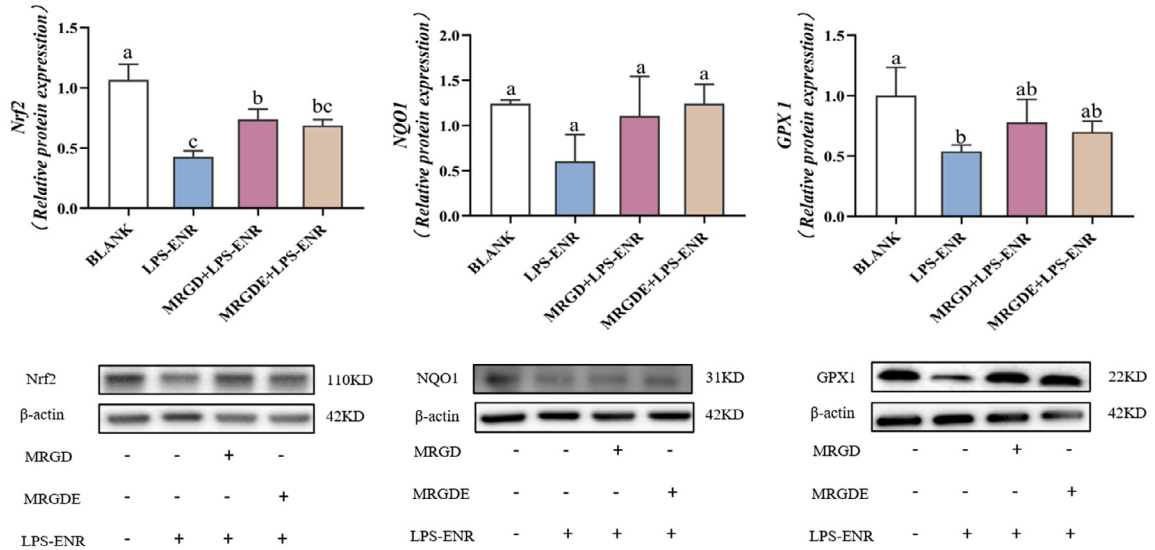 Nrf2
( Relative protein experesstion)
1.5
1.0
0.5
0.0
a
c
b
bc
BLANK
LPS-ENR
MRGD+LPS-ENR
MRGDE+LPS-ENR
NQO1
( Relative protein experesstion)
2.0
1.5
1.0
0.5
0.0
a
a
a
a
BLANK
LPS-ENR
MRGD+LPS-ENR
MRGDE+LPS-ENR
GPX 1
( Relative protein experesstion)
1.5
1.0
0.5
0.0
a
b
ab
ab
BLANK
LPS-ENR
MRGD+LPS-ENR
MRGDE+LPS-ENR
Nrf2 110KD
β-actin 42KD
MRGD - - + -
MRGDE - - - +
LPS-ENR - + + +
NQO1 31KD
β-actin 42KD
MRGD - - + -
MRGDE - - - +
LPS-ENR - + + +
GPX1 22KD
β-actin 42KD
MRGD - - + -
MRGDE - - - +
LPS-ENR - + + +